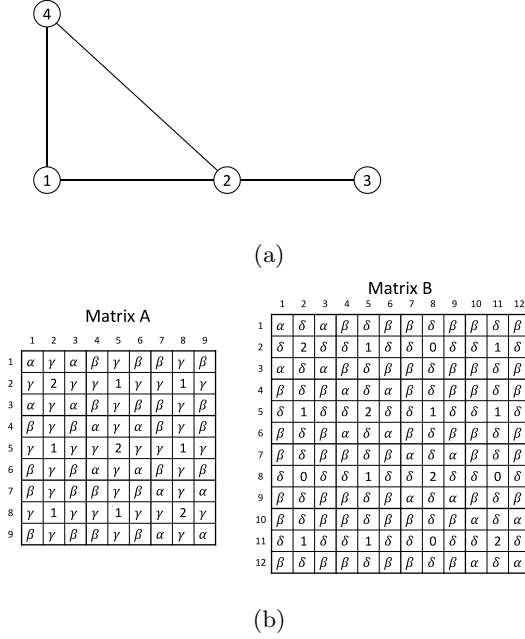 4
1 2 3
(a)
Matrix A
1 2 3 4 5 6 7 8 9
1 α γ α β γ β β γ β
2 γ 2 γ γ 1 γ γ 1 γ
3 α γ α β γ β β γ β
4 β γ β α γ α β γ β
5 γ 1 γ γ 2 γ γ 1 γ
6 β γ β α γ α β γ β
7 β γ β β γ β α γ α
8 γ 1 γ γ 1 γ γ 2 γ
9 β γ β β γ β α γ α
Matrix B
1 2 3 4 5 6 7 8 9 10 11 12
1 α δ α β δ β β δ β β δ β
2 δ 2 δ δ 1 δ δ 0 δ δ 1 δ
3 α δ α β δ β β δ β β δ β
4 β δ β α δ α β δ β β δ β
5 δ 1 δ δ 2 δ δ 1 δ δ 1 δ
6 β δ β α δ α β δ β β δ β
7 β δ β β δ β α δ α β δ β
8 δ 0 δ δ 1 δ δ 2 δ δ 0 δ
9 β δ β β δ β α δ α β δ β
10 β δ β β δ β β δ β α δ α
11 δ 1 δ δ 1 δ δ 0 δ δ 2 δ
12 β δ β β δ β β δ β α δ α
(b)